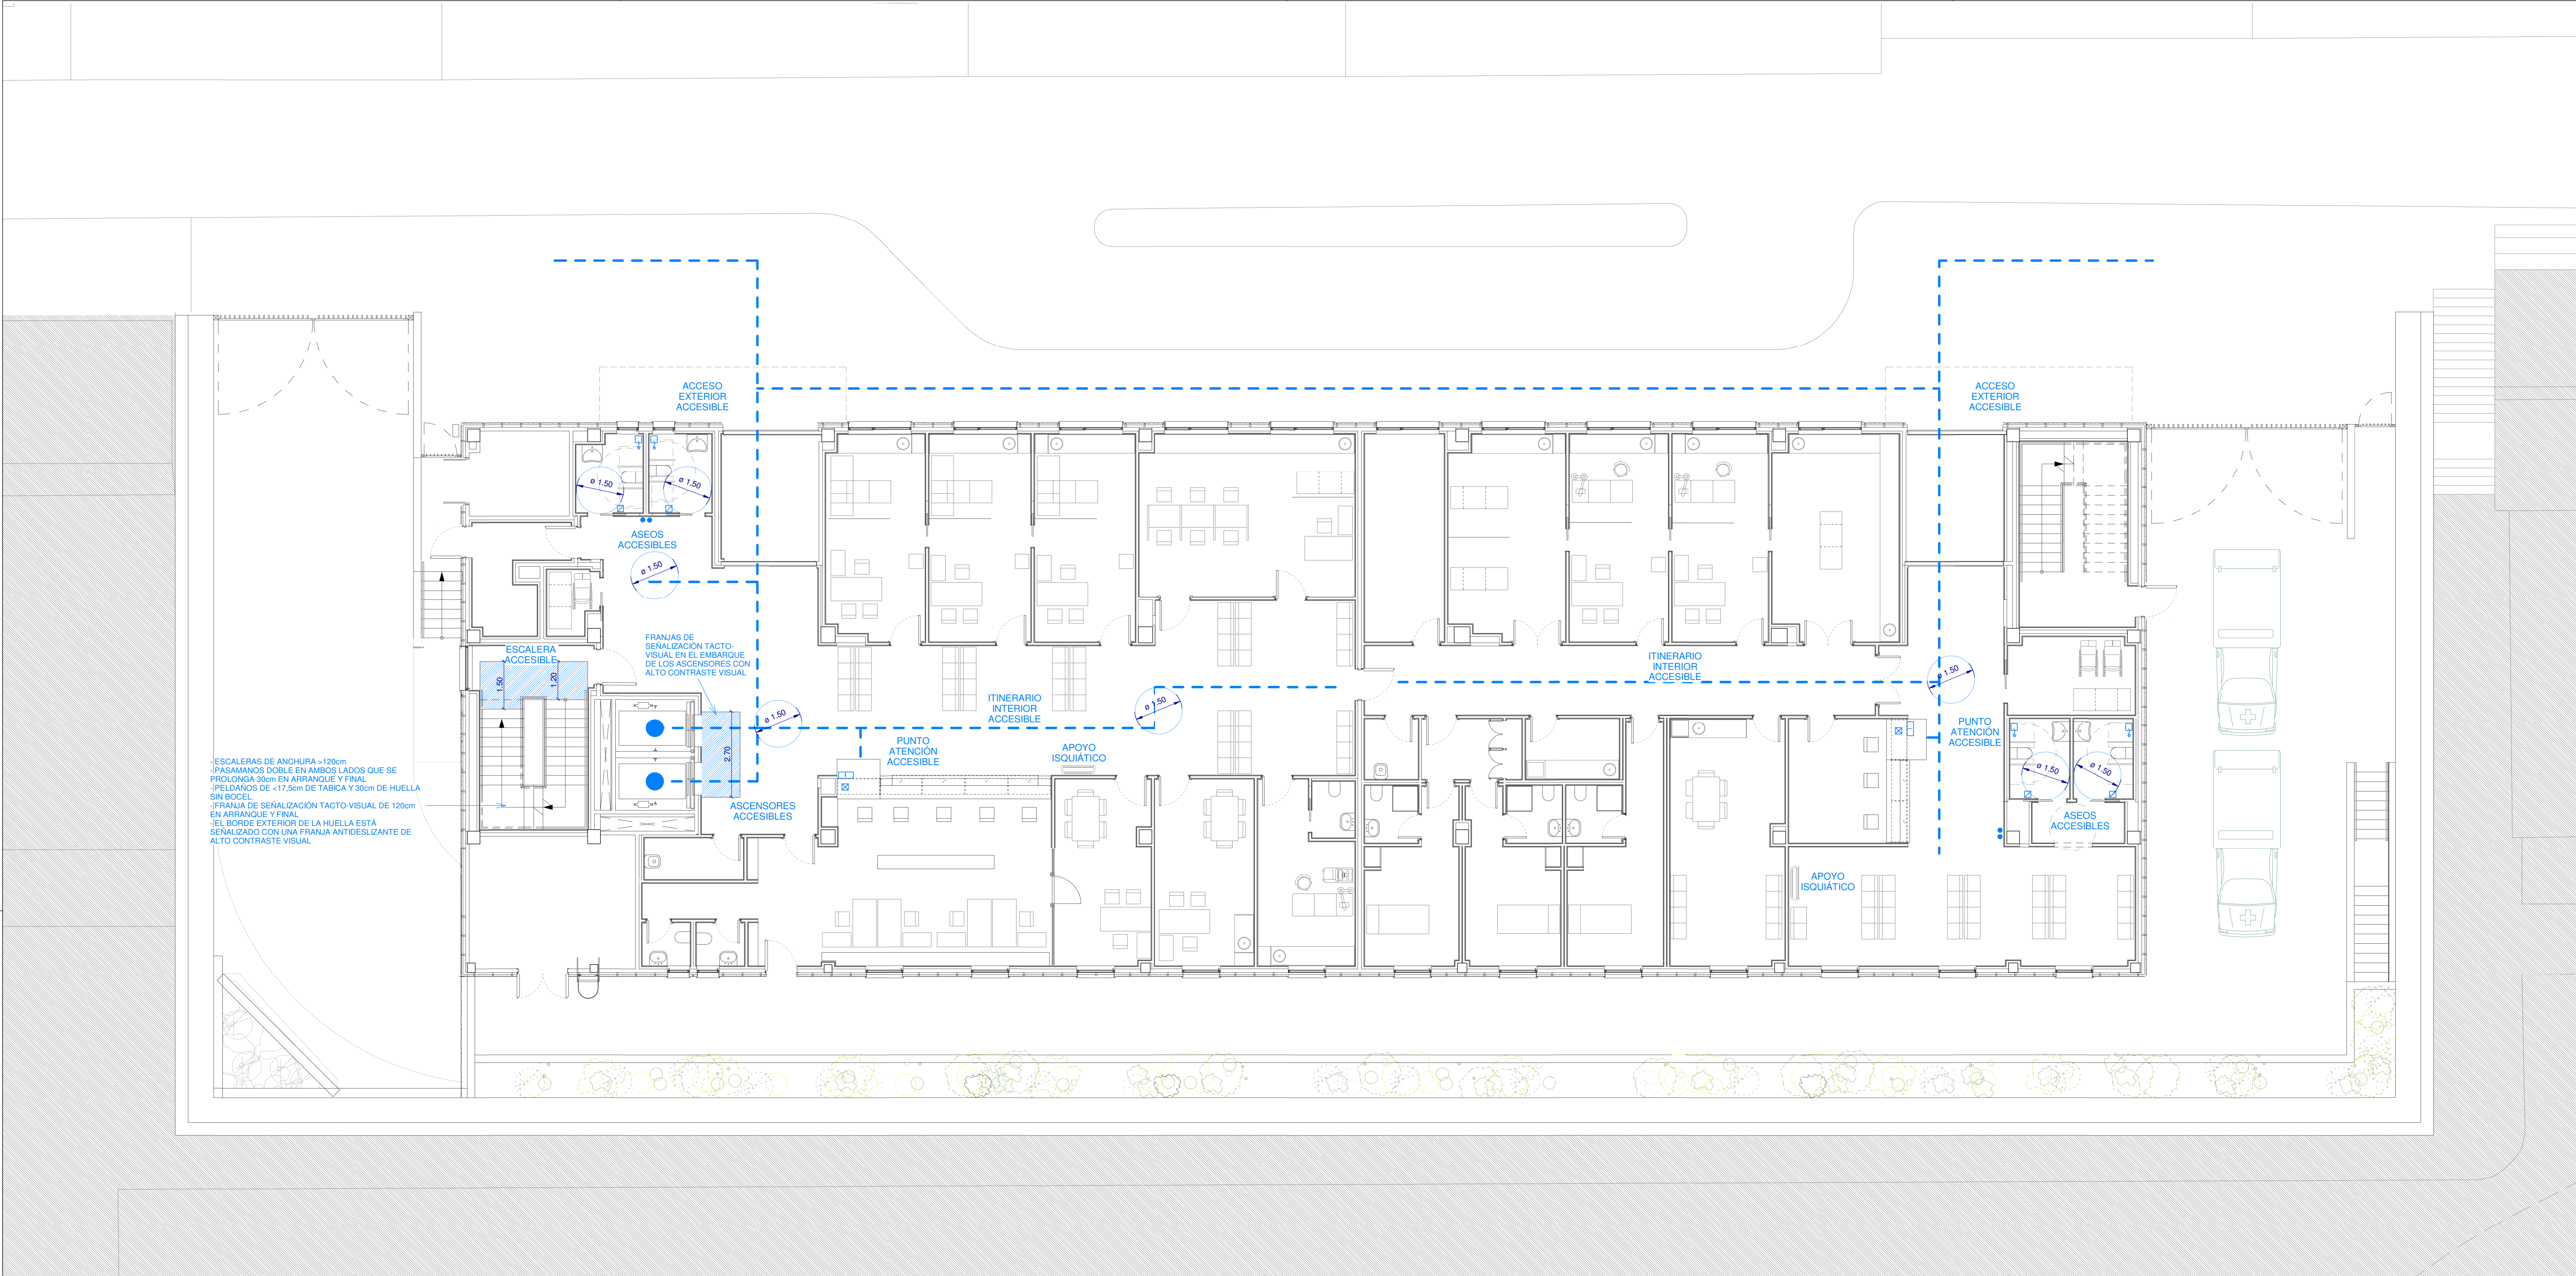 ACCESO
EXTERIOR
ACCESIBLE
ACCESO
EXTERIOR
ACCESIBLE
ø 1.50
ø 1.50
ASEOS
ACCESIBLES
ø 1.50
FRANJAS DE
SEÑALIZACIÓN TACTO-
VISUAL EN EL EMBARQUE
DE LOS ASCENSORES CON
ALTO CONTRASTE VISUAL
ESCALERA
ACCESIBLE
1.50
1.20
ITINERARIO
INTERIOR
ACCESIBLE
ø 1.50
ITINERARIO
INTERIOR
ACCESIBLE
ø 1.50
ø 1.50
2.70
PUNTO
ATENCIÓN
ACCESIBLE
APOYO
ISQUIÁTICO
PUNTO
ATENCIÓN
ACCESIBLE
- ESCALERAS DE ANCHURA >120cm
- PASAMANOS DOBLE EN AMBOS LADOS QUE SE
PROLONGA 30cm EN ARRANQUE Y FINAL
- PELDAÑOS DE <17,5cm DE TABICA Y 30cm DE HUELLA
SIN BOCEL.
- FRANJA DE SEÑALIZACIÓN TACTO-VISUAL DE 120cm
EN ARRANQUE Y FINAL
- EL BORDE EXTERIOR DE LA HUELLA ESTÁ
SEÑALIZADO CON UNA FRANJA ANTIDESLIZANTE DE
ALTO CONTRASTE VISUAL
ASCENSORES
ACCESIBLES
ø 1.50
ø 1.50
ASEOS
ACCESIBLES
APOYO
ISQUIÁTICO